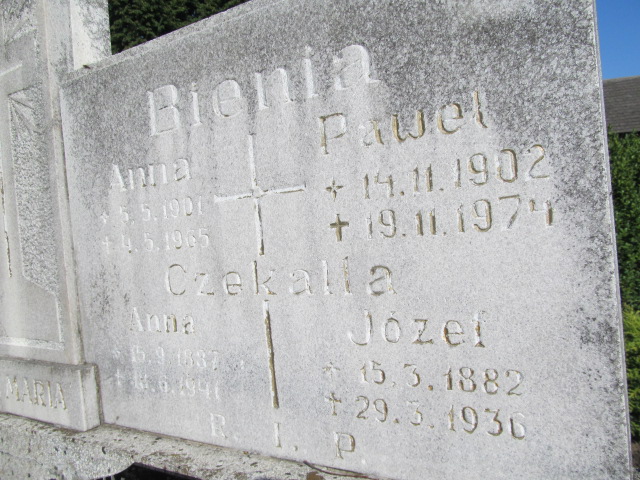 Bienia
Anna
Paweł
* 5.5.1901
+ 4.5.1965
+ 14.11.1902
+ 19.11.1974
Czekalla
Anna
Józef
+ 15.3.1882
+ 29.3.1936
R. I. P.
MARIA